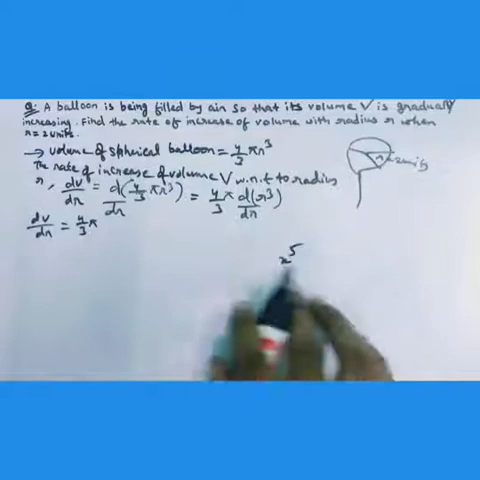 Q. A balloon is being filled by air so that its volume V is gradually
increasing. Find the rate of increase of volume with radius r when
r = 2 units.
→ volume of spherical balloon = 4/3 πr³
r = 2 units
The rate of increase of volume V w.r.t to radius
r, dv/dr = d(4/3 πr³)/dr = 4/3 π d(r³)/dr
dv/dr = 4/3 π
x⁵